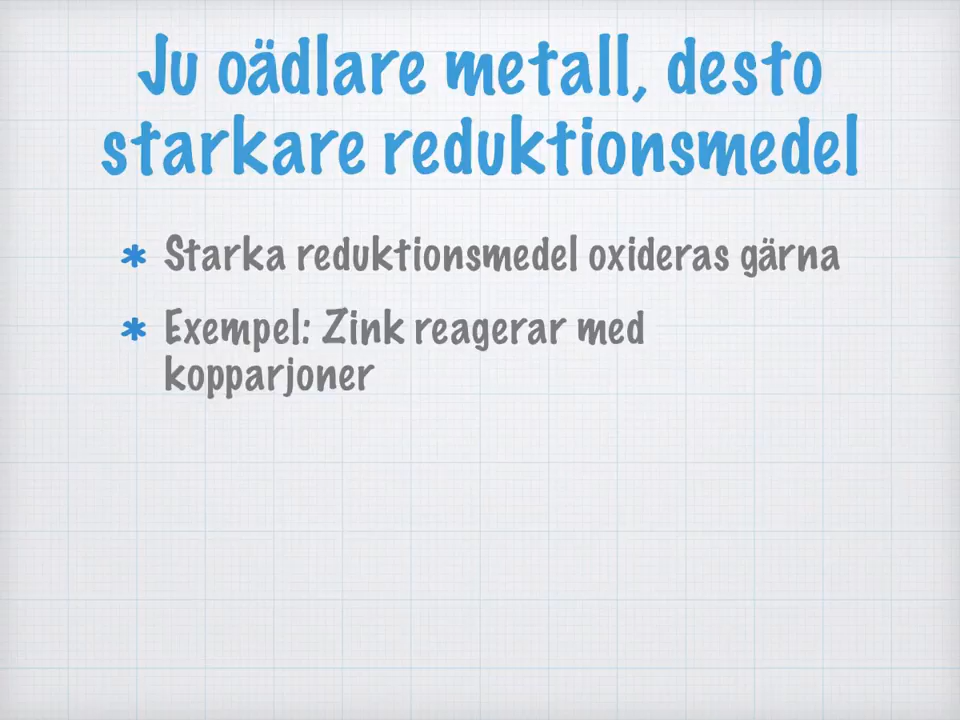 Ju oädlare metall, desto
starkare reduktionsmedel
* Starka reduktionsmedel oxideras gärna
* Exempel: Zink reagerar med
kopparjoner